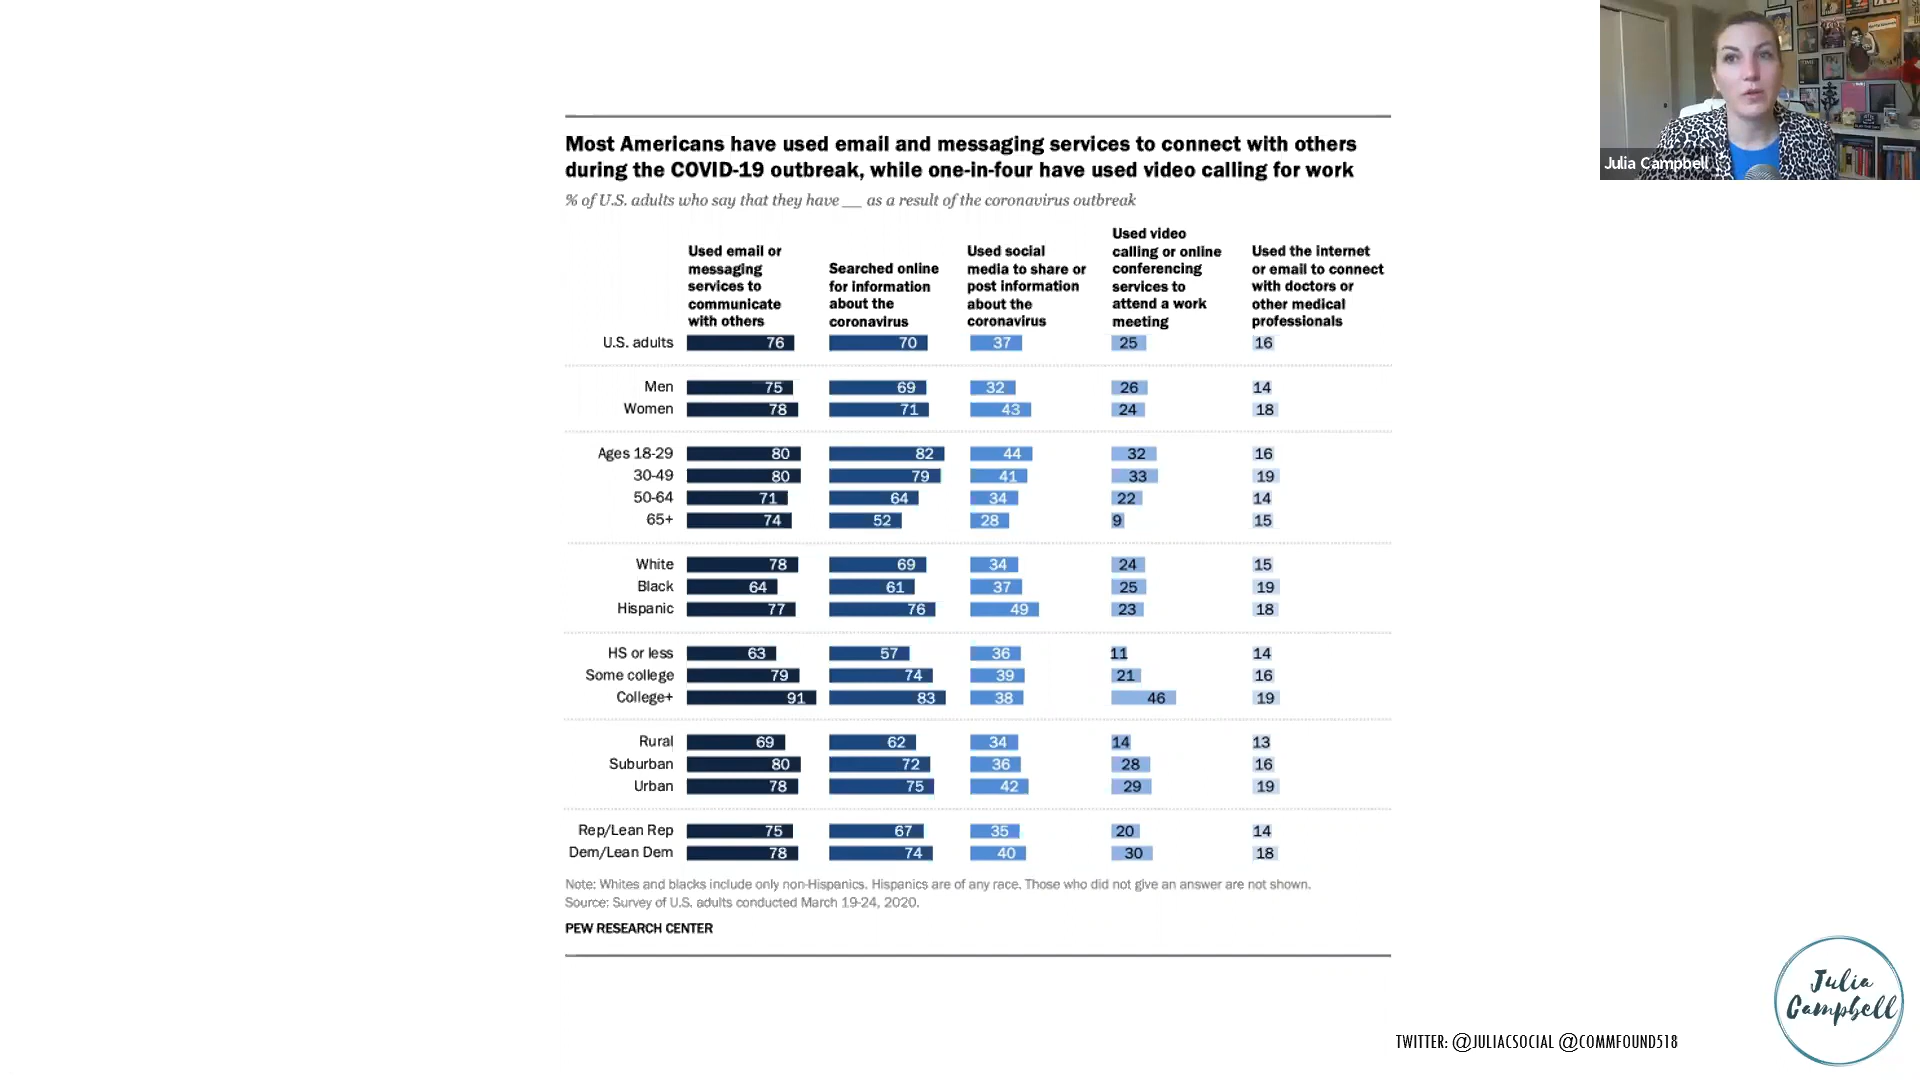 Julia Campbell
Most Americans have used email and messaging services to connect with others
during the COVID-19 outbreak, while one-in-four have used video calling for work
% of U.S. adults who say that they have __ as a result of the coronavirus outbreak
Used email or
messaging
services to
communicate
with others
Searched online
for information
about the
coronavirus
Used social
media to share or
post information
about the
coronavirus
Used video
calling or online
conferencing
services to
attend a work
meeting
Used the internet
or email to connect
with doctors or
other medical
professionals
U.S. adults 76 70 37 25 16
Men 75 69 32 26 14
Women 78 71 43 24 18
Ages 18-29 80 82 44 32 16
30-49 80 79 41 33 19
50-64 71 64 34 22 14
65+ 74 52 28 9 15
White 78 69 34 24 15
Black 64 61 37 25 19
Hispanic 77 76 49 23 18
HS or less 63 57 36 11 14
Some college 79 74 39 21 16
College+ 91 83 38 46 19
Rural 69 62 34 14 13
Suburban 80 72 36 28 16
Urban 78 75 42 29 19
Rep/Lean Rep 75 67 35 20 14
Dem/Lean Dem 78 74 40 30 18
Note: Whites and blacks include only non-Hispanics. Hispanics are of any race. Those who did not give an answer are not shown.
Source: Survey of U.S. adults conducted March 19-24, 2020.
PEW RESEARCH CENTER
Julia
Campbell
TWITTER: @JULIACSOCIAL @COMMFOUND518